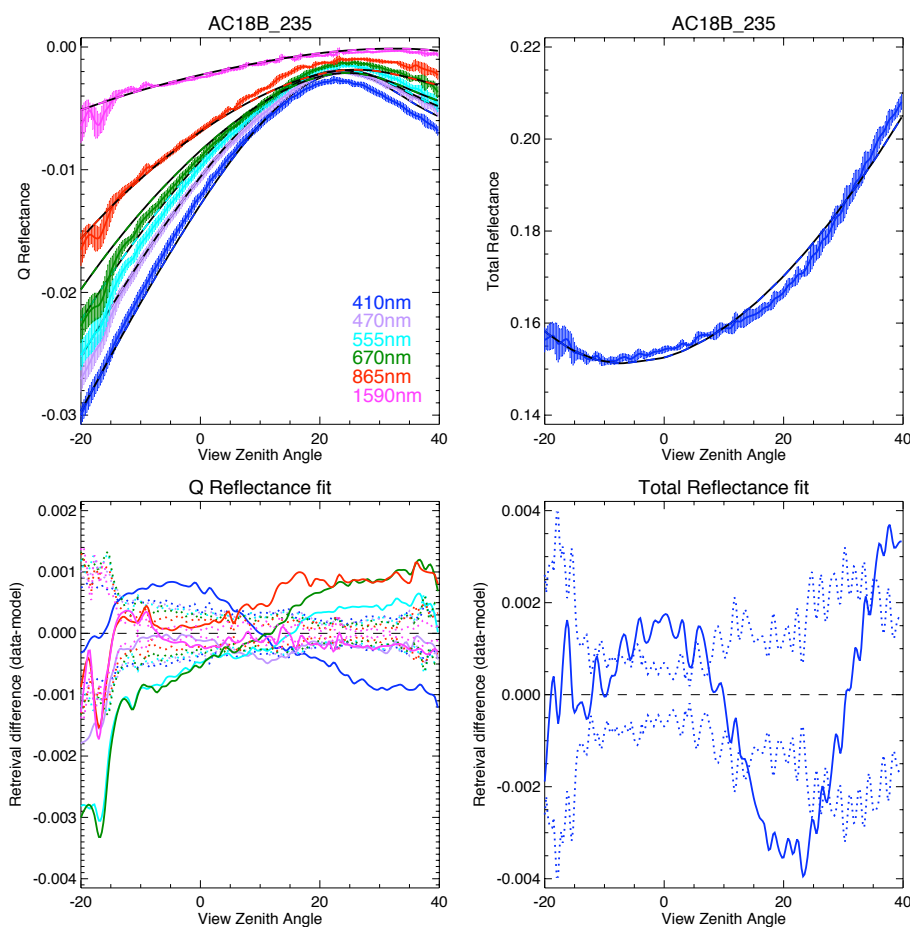 AC18B_235
0.00
-0.01
-0.02
-0.03
Q Reflectance
410nm
470nm
555nm
670nm
865nm
1590nm
-20 0 20 40
View Zenith Angle
AC18B_235
0.22
0.20
0.18
0.16
0.14
Total Reflectance
-20 0 20 40
View Zenith Angle
Q Reflectance fit
0.002
0.001
0.000
-0.001
-0.002
-0.003
-0.004
Retreival difference (data-model)
-20 0 20 40
View Zenith Angle
Total Reflectance fit
0.004
0.002
0.000
-0.002
-0.004
Retreival difference (data-model)
-20 0 20 40
View Zenith Angle